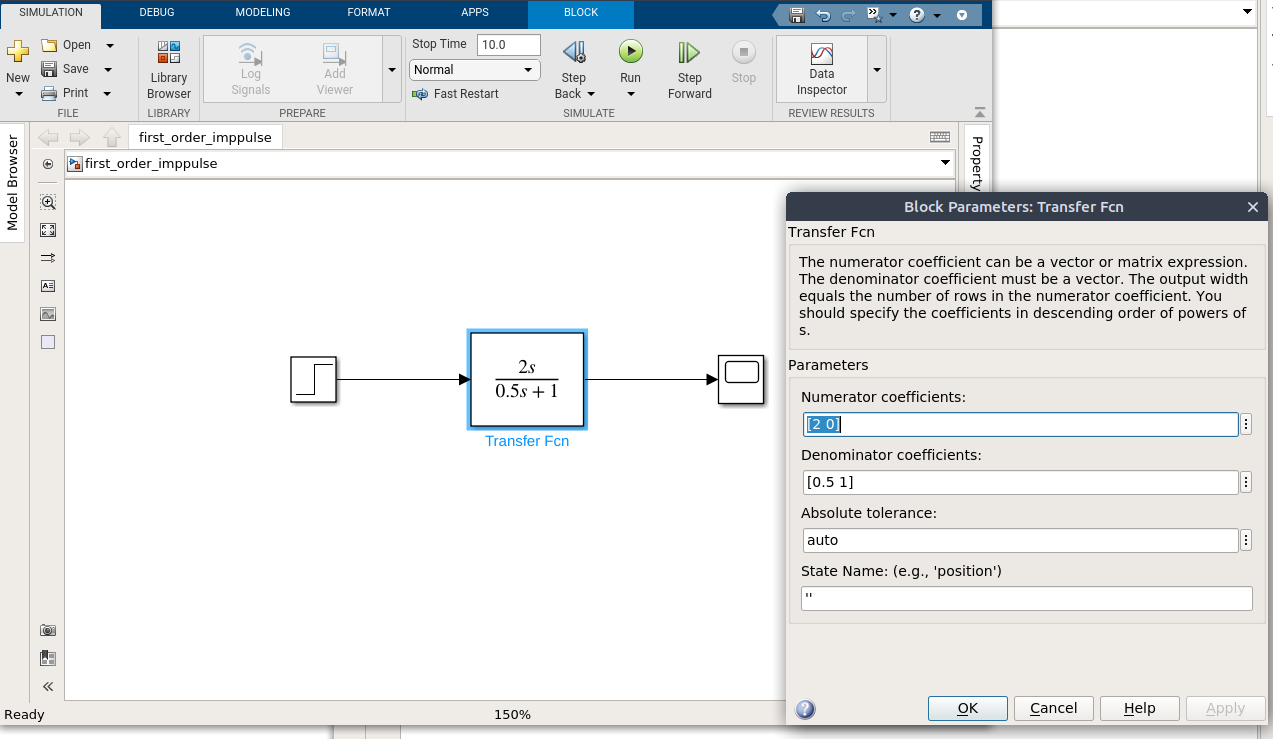 SIMULATION DEBUG MODELING FORMAT APPS BLOCK
New
Open
Save
Print
FILE
Library
Browser
LIBRARY
Log
Signals
Add
Viewer
PREPARE
Stop Time 10.0
Normal
Fast Restart
Step
Back
Run
Step
Forward
Stop
SIMULATE
Data
Inspector
REVIEW RESULTS
Model Browser
first_order_imppulse
first_order_imppulse
Property
2s
0.5s + 1
Transfer Fcn
Ready
150%
Block Parameters: Transfer Fcn
Transfer Fcn
The numerator coefficient can be a vector or matrix expression.
The denominator coefficient must be a vector. The output width
equals the number of rows in the numerator coefficient. You
should specify the coefficients in descending order of powers of
s.
Parameters
Numerator coefficients:
[2 0]
Denominator coefficients:
[0.5 1]
Absolute tolerance:
auto
State Name: (e.g., 'position')
''
OK Cancel Help Apply